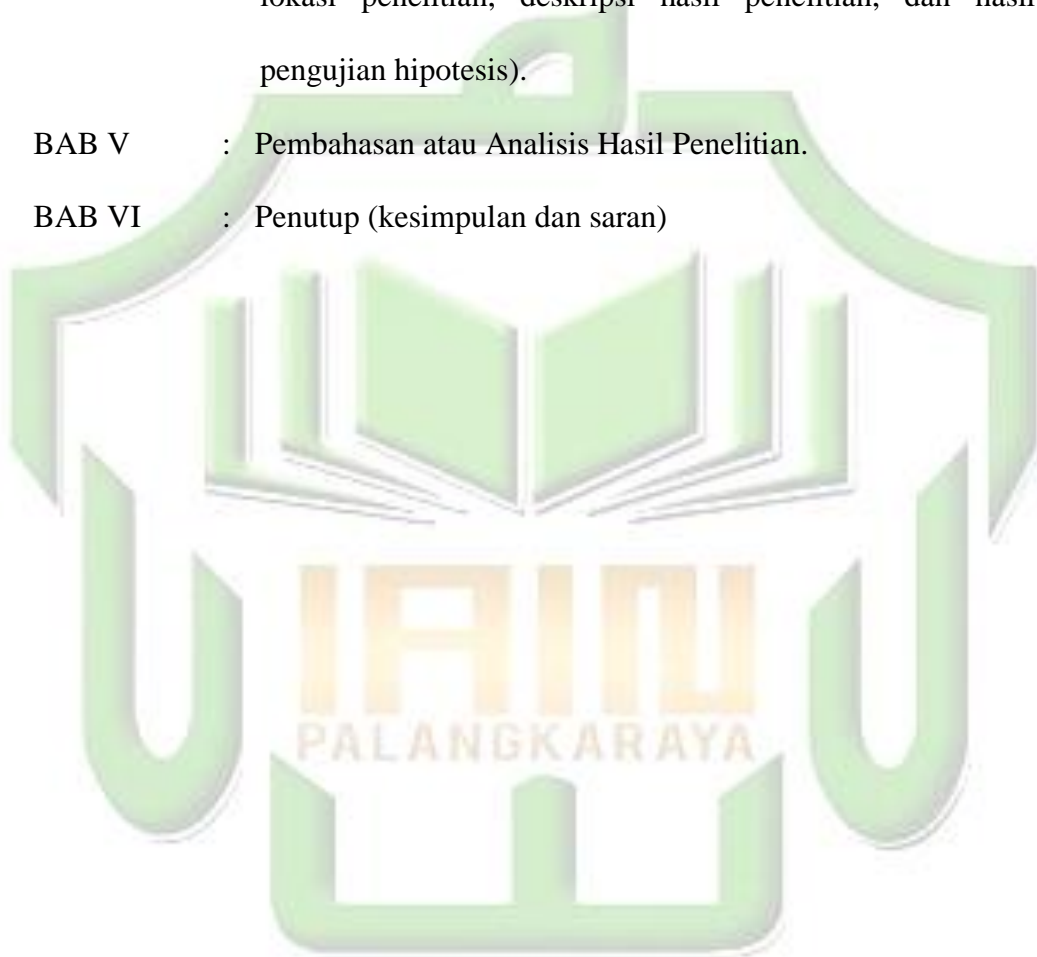 lokasi penelitian, deskripsi hasil penelitian, dan hasil
pengujian hipotesis).
BAB V : Pembahasan atau Analisis Hasil Penelitian.
BAB VI : Penutup (kesimpulan dan saran)
IAIN
PALANGKARAYA